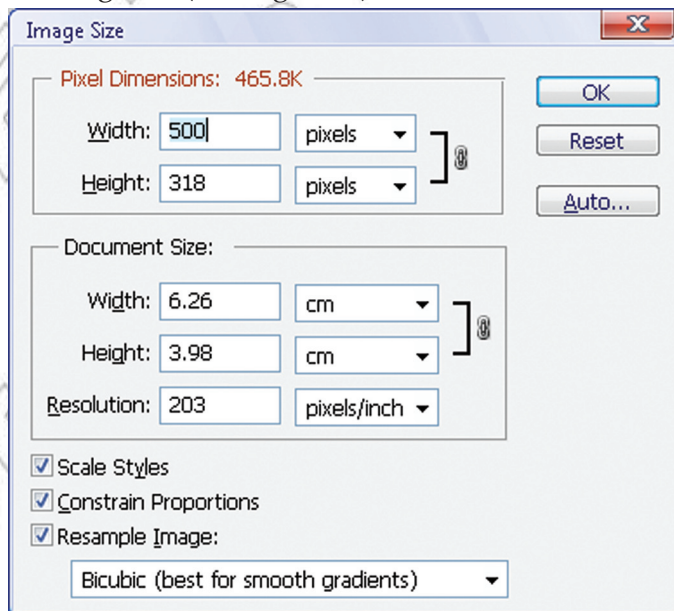 Image Size
Pixel Dimensions: 465.8K
OK
Width: 500 pixels
Reset
Height: 318 pixels
Auto...
Document Size:
Width: 6.26 cm
Height: 3.98 cm
Resolution: 203 pixels/inch
Scale Styles
Constrain Proportions
Resample Image:
Bicubic (best for smooth gradients)